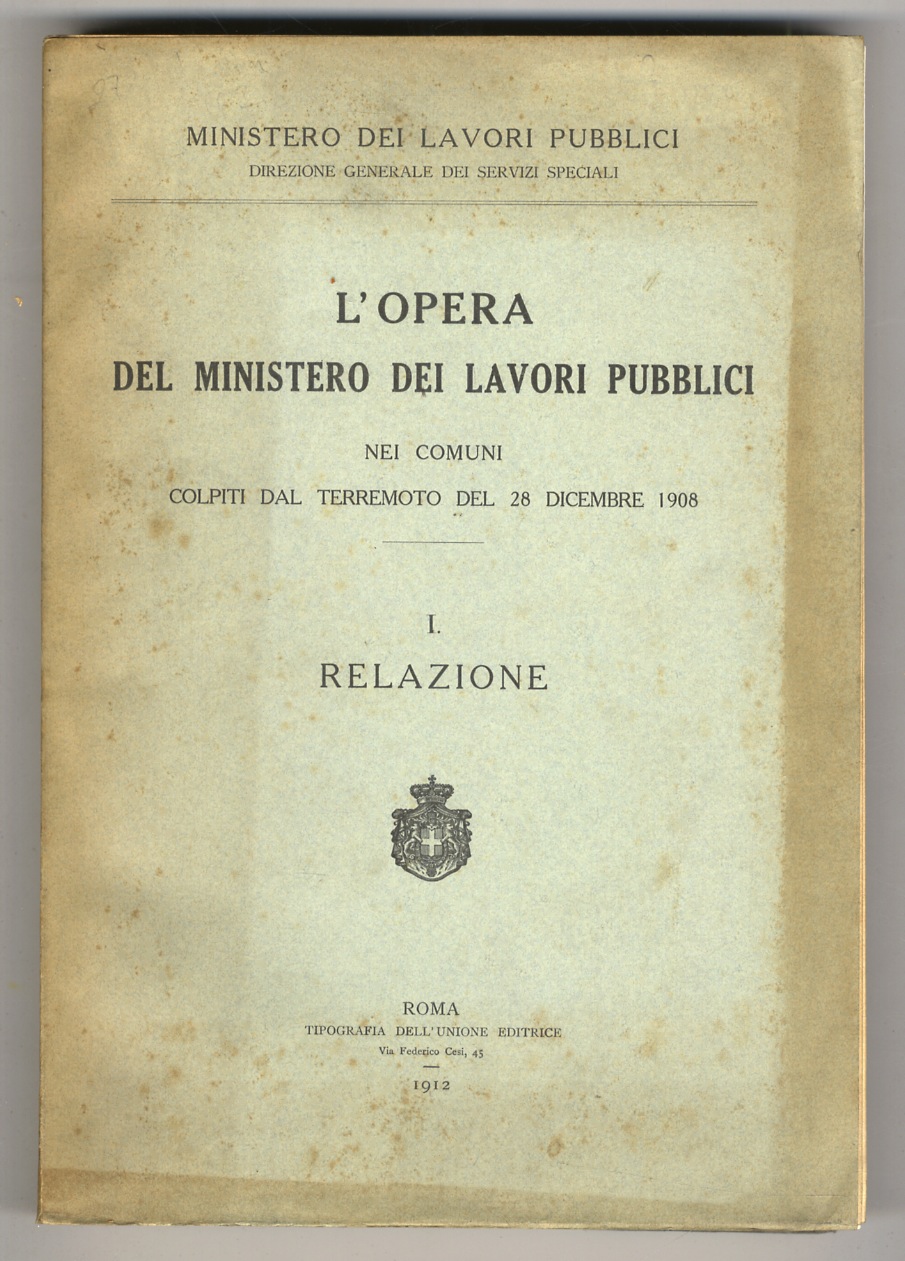 MINISTERO DEI LAVORI PUBBLICI
DIREZIONE GENERALE DEI SERVIZI SPECIALI
L'OPERA
DEL MINISTERO DEI LAVORI PUBBLICI
NEI COMUNI
COLPITI DAL TERREMOTO DEL 28 DICEMBRE 1908
I.
RELAZIONE
ROMA
TIPOGRAFIA DELL'UNIONE EDITRICE
Via Federico Cesi, 45
1912